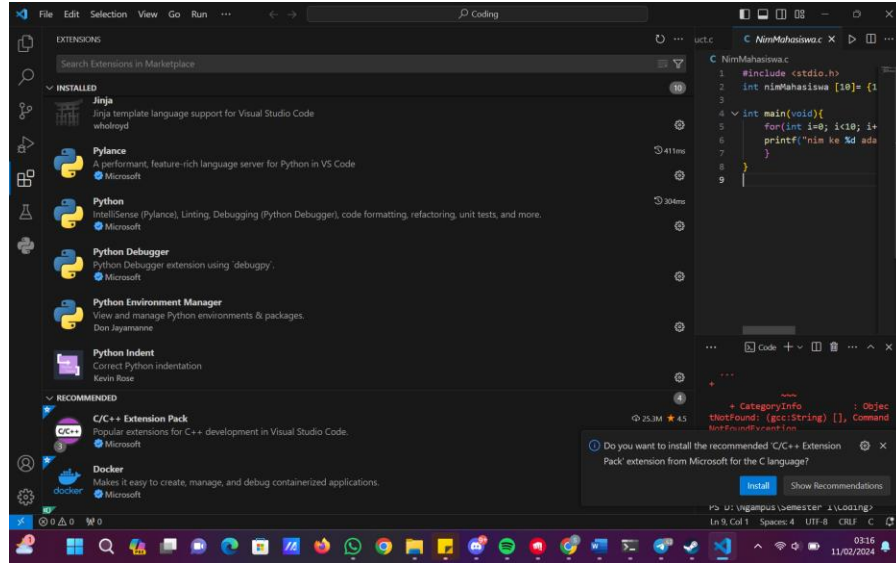 File Edit Selection View Go Run ···
Coding
EXTENSIONS
Search Extensions in Marketplace
INSTALLED
10
Jinja
Jinja template language support for Visual Studio Code
wholroyd
Pylance
411ms
A performant, feature-rich language server for Python in VS Code
Microsoft
Python
304ms
IntelliSense (Pylance), Linting, Debugging (Python Debugger), code formatting, refactoring, unit tests, and more.
Microsoft
Python Debugger
Python Debugger extension using `debugpy`.
Microsoft
Python Environment Manager
View and manage Python environments & packages.
Don Jayamanne
Python Indent
Correct Python indentation
Kevin Rose
RECOMMENDED
4
C/C++ Extension Pack
25.3M ★ 4.5
Popular extensions for C++ development in Visual Studio Code.
Microsoft
C/C++
3
Docker
Makes it easy to create, manage, and debug containerized applications.
Microsoft
docker
uct.c
C NimMahasiswa.c
C NimMahasiswa.c
1 #include <stdio.h>
2 int nimMahasiswa [10]= {1
3
4 int main(void){
5 for(int i=0; i<10; i+
6 printf("nim ke %d ada
7 }
8 }
9
··· Code
...
+
~~~
+ CategoryInfo : Objec
tNotFound: (gcc:String) [], Command
NotFoundException
Do you want to install the recommended 'C/C++ Extension
Pack' extension from Microsoft for the C language?
Install
Show Recommendations
PS D:\Ngampus\Semester 1\Coding>
0 0 0
Ln 9, Col 1 Spaces: 4 UTF-8 CRLF C
03:16
11/02/2024